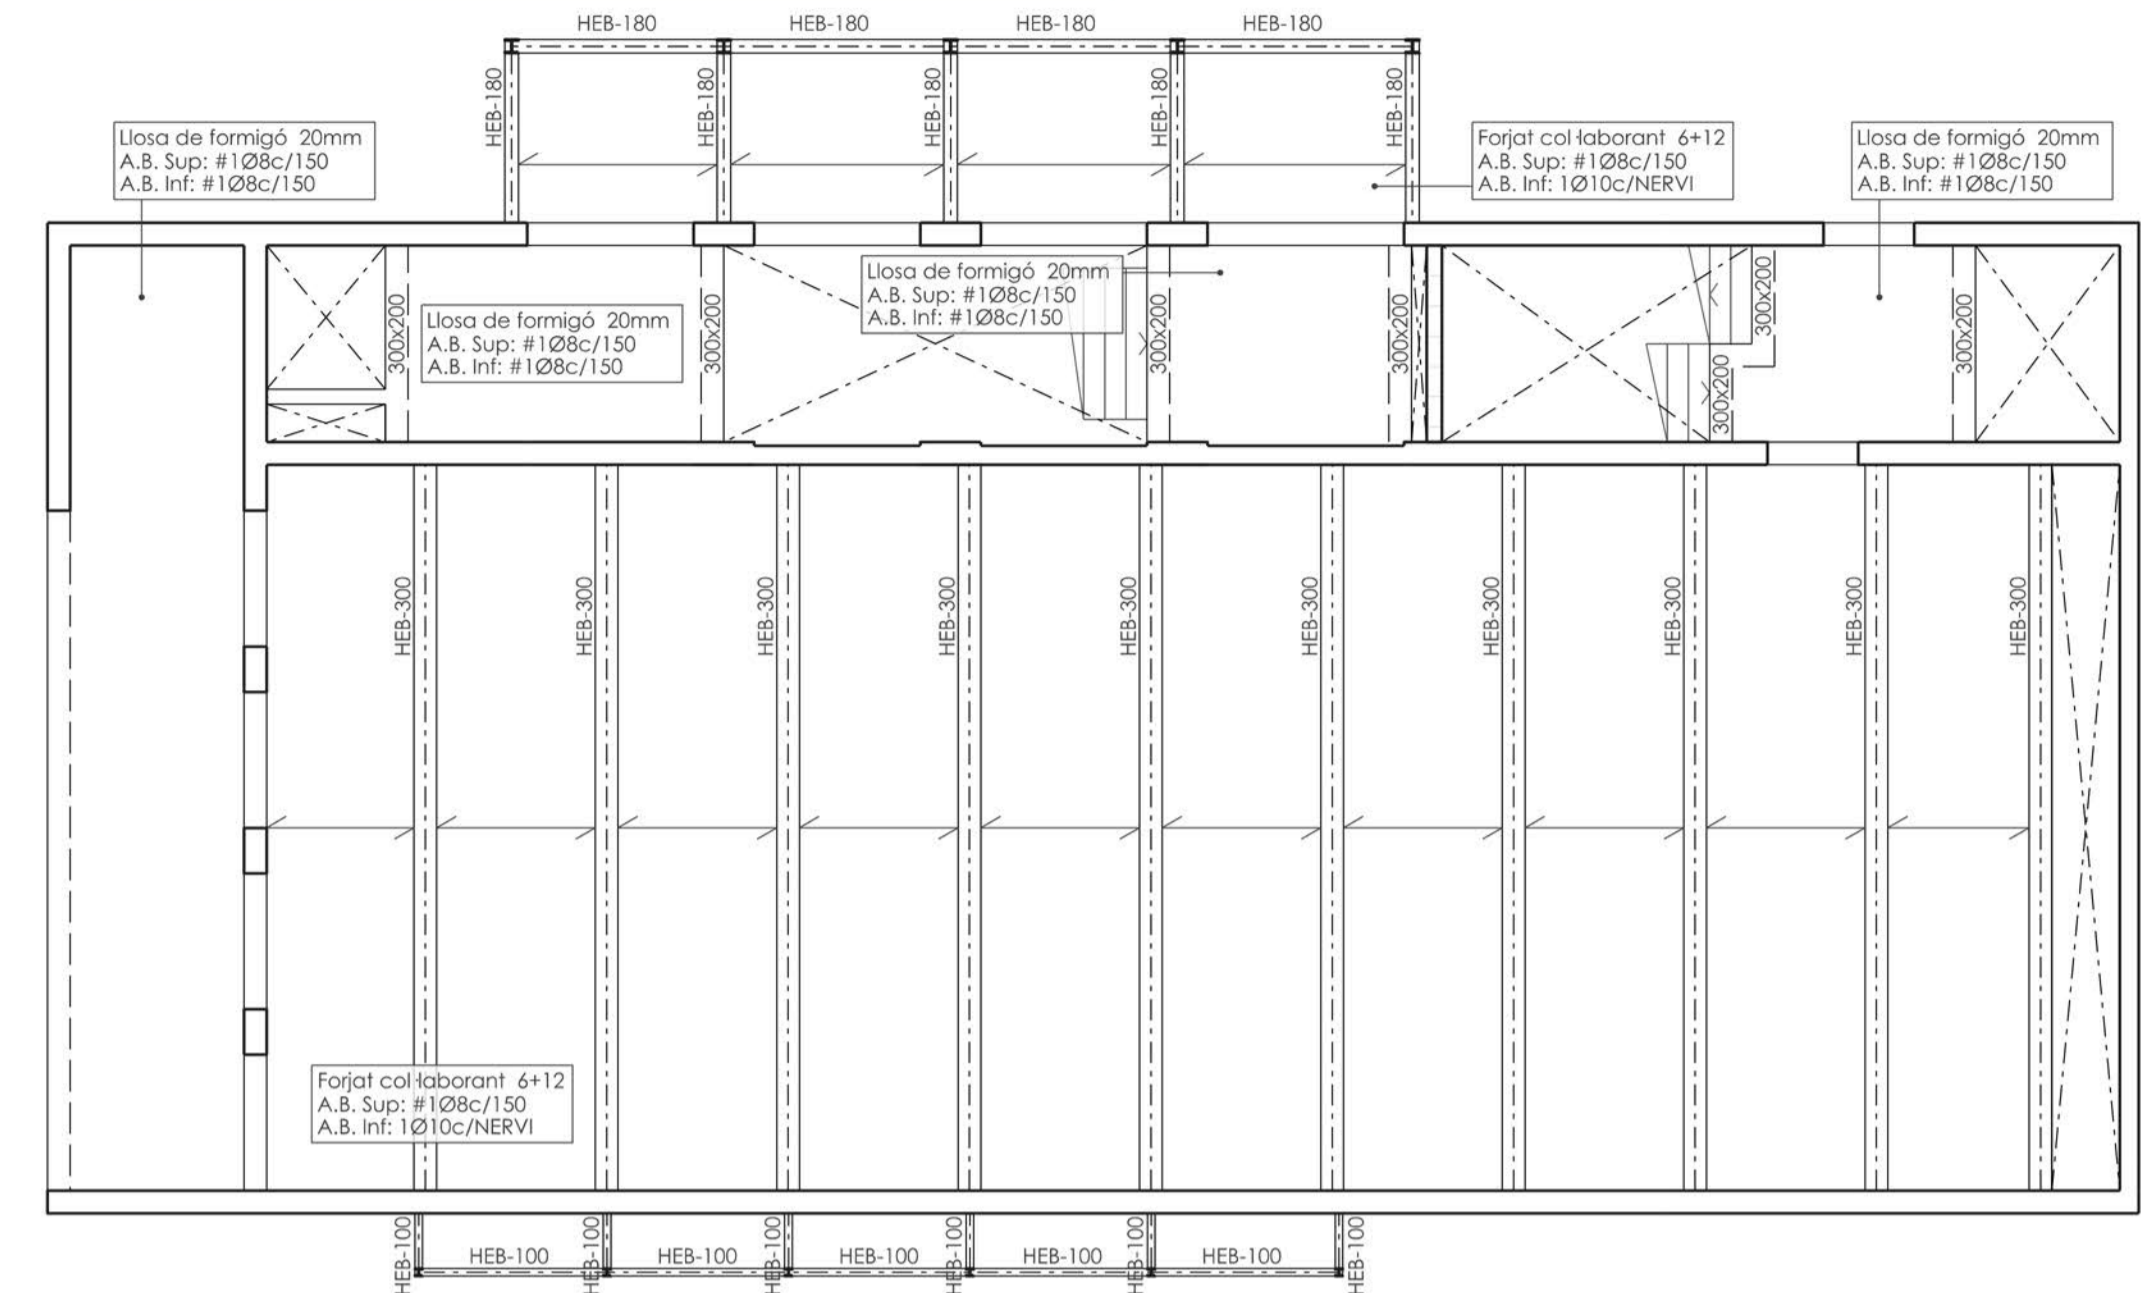 HEB-180
HEB-180
HEB-180
HEB-180
HEB-180
HEB-180
HEB-180
HEB-180
HEB-180
Llosa de formigó 20mm
A.B. Sup: #1Ø8c/150
A.B. Inf: #1Ø8c/150
Forjat col·laborant 6+12
A.B. Sup: #1Ø8c/150
A.B. Inf: 1Ø10c/NERVI
Llosa de formigó 20mm
A.B. Sup: #1Ø8c/150
A.B. Inf: #1Ø8c/150
300x200
Llosa de formigó 20mm
A.B. Sup: #1Ø8c/150
A.B. Inf: #1Ø8c/150
300x200
Llosa de formigó 20mm
A.B. Sup: #1Ø8c/150
A.B. Inf: #1Ø8c/150
300x200
300x200
300x200
300x200
300x200
HEB-300
HEB-300
HEB-300
HEB-300
HEB-300
HEB-300
HEB-300
HEB-300
HEB-300
HEB-300
Forjat col·laborant 6+12
A.B. Sup: #1Ø8c/150
A.B. Inf: 1Ø10c/NERVI
HEB-100
HEB-100
HEB-100
HEB-100
HEB-100
HEB-100
HEB-100
HEB-100
HEB-100
HEB-100
HEB-100